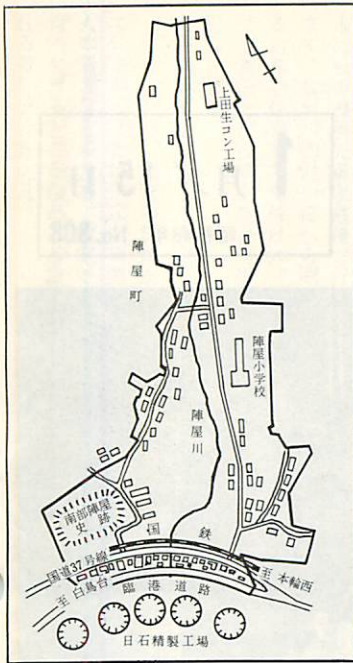 上田生コン工場
陣屋町
陣屋小学校
陣屋川
南部陣屋
史跡
国鉄
国道37号線
至白鳥台
臨港道路
至本輪西
日石精製工場